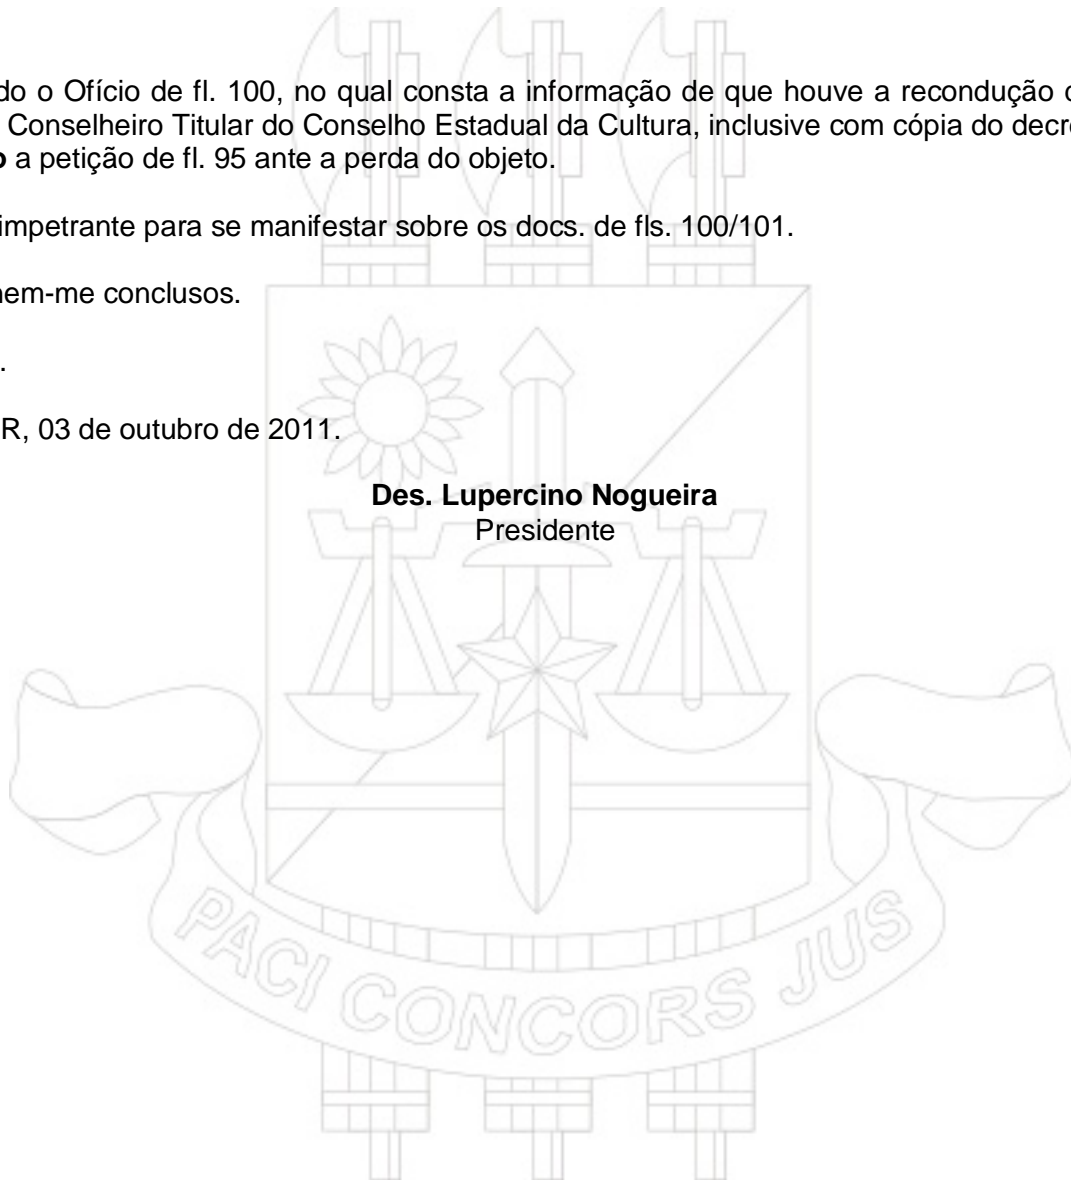 do o Ofício de fl. 100, no qual consta a informação de que houve a recondução
Conselheiro Titular do Conselho Estadual da Cultura, inclusive com cópia do decr
o a petição de fl. 95 ante a perda do objeto.
impetrante para se manifestar sobre os docs. de fls. 100/101.
nem-me conclusos.
.
R, 03 de outubro de 2011.
Des. Lupercino Nogueira
Presidente
PACI CONCORS JUS